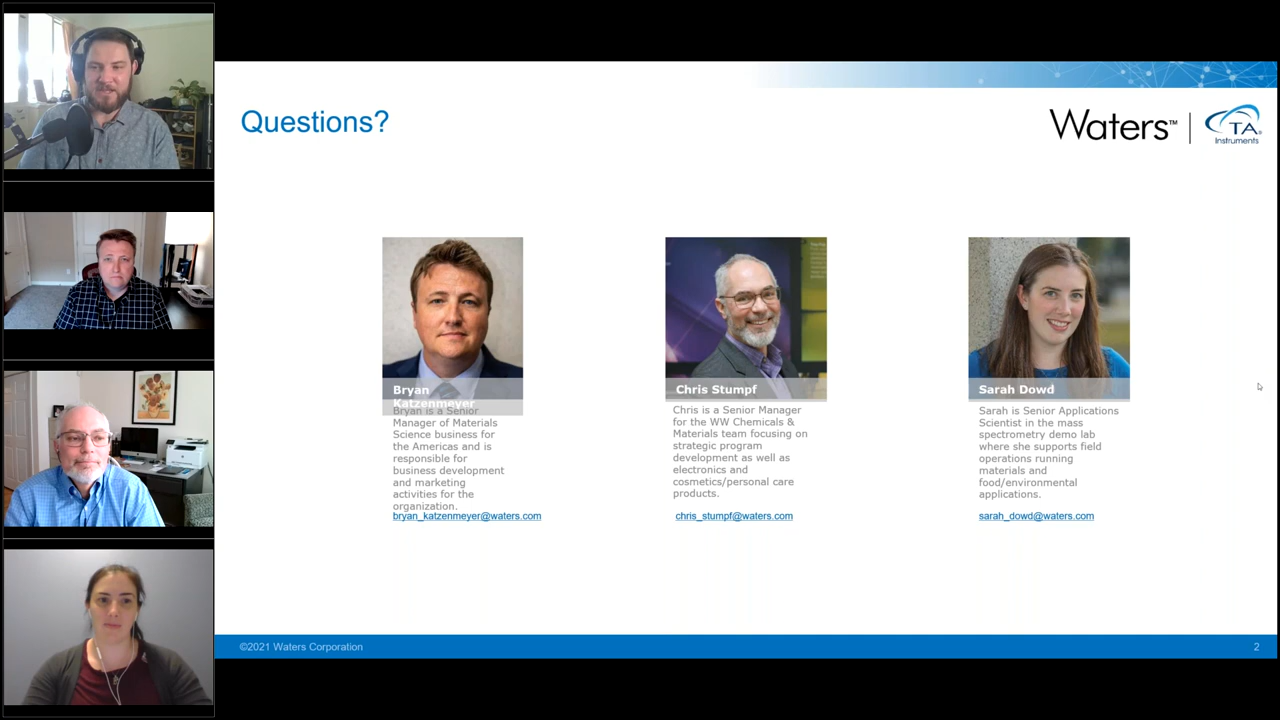 Questions?
Waters™
TA
Instruments
Bryan
Katzenmeyer
Bryan is a Senior
Manager of Materials
Science business for
the Americas and is
responsible for
business development
and marketing
activities for the
organization.
bryan_katzenmeyer@waters.com
Chris Stumpf
Chris is a Senior Manager
for the WW Chemicals &
Materials team focusing on
strategic program
development as well as
electronics and
cosmetics/personal care
products.
chris_stumpf@waters.com
Sarah Dowd
Sarah is Senior Applications
Scientist in the mass
spectrometry demo lab
where she supports field
operations running
materials and
food/environmental
applications.
sarah_dowd@waters.com
©2021 Waters Corporation
2